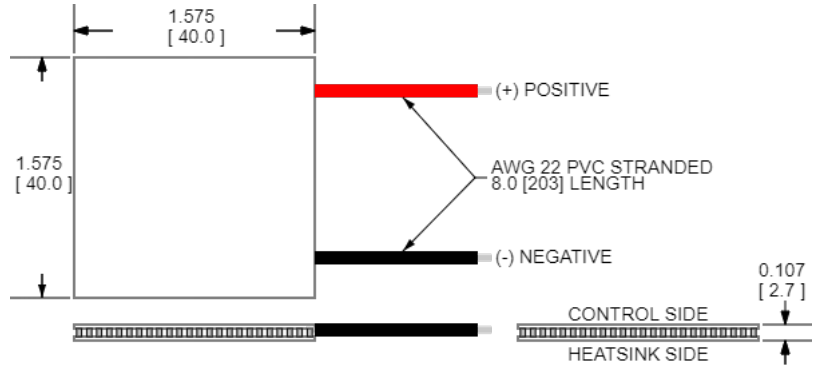 1.575
[ 40.0 ]
(+) POSITIVE
1.575
[ 40.0 ]
AWG 22 PVC STRANDED
8.0 [203] LENGTH
(-) NEGATIVE
0.107
[ 2.7 ]
CONTROL SIDE
HEATSINK SIDE